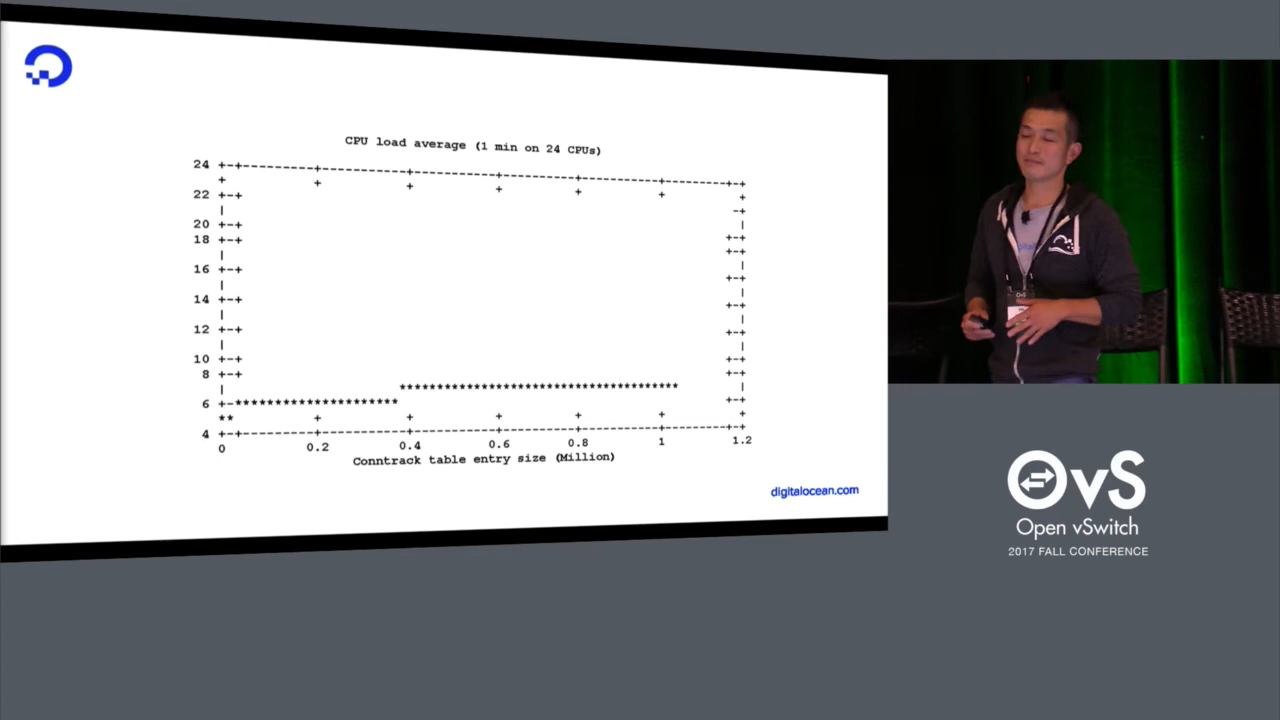 CPU load average (1 min on 24 CPUs)
24
22
20
18
16
14
12
10
8
6
4
0 0.2 0.4 0.6 0.8 1 1.2
Conntrack table entry size (Million)
digitalocean.com
OvS
Open vSwitch
2017 FALL CONFERENCE